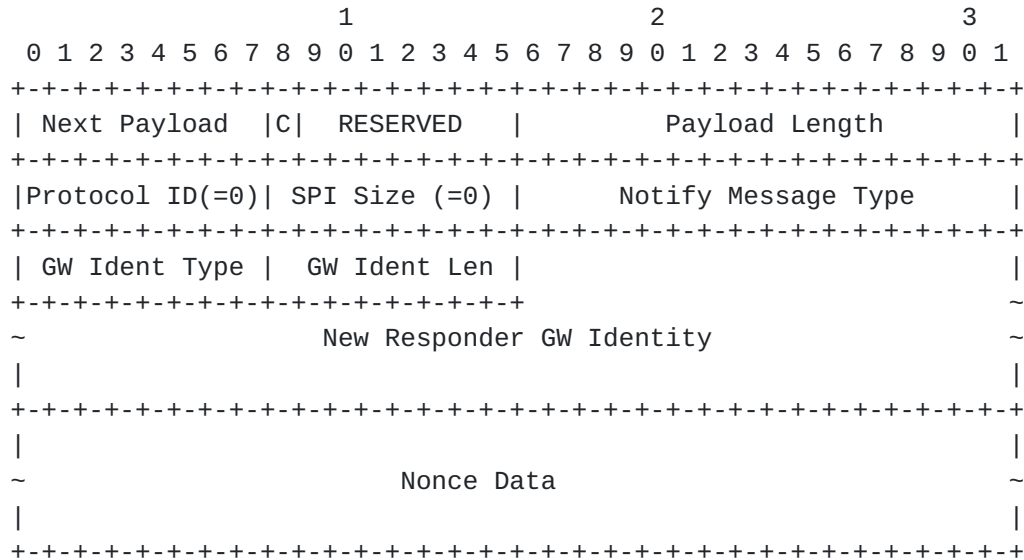 1                   2                   3
 0 1 2 3 4 5 6 7 8 9 0 1 2 3 4 5 6 7 8 9 0 1 2 3 4 5 6 7 8 9 0 1
+-+-+-+-+-+-+-+-+-+-+-+-+-+-+-+-+-+-+-+-+-+-+-+-+-+-+-+-+-+-+-+-+
| Next Payload  |C|  RESERVED   |         Payload Length        |
+-+-+-+-+-+-+-+-+-+-+-+-+-+-+-+-+-+-+-+-+-+-+-+-+-+-+-+-+-+-+-+-+
|Protocol ID(=0)| SPI Size (=0) |      Notify Message Type      |
+-+-+-+-+-+-+-+-+-+-+-+-+-+-+-+-+-+-+-+-+-+-+-+-+-+-+-+-+-+-+-+-+
| GW Ident Type |  GW Ident Len |                               |
+-+-+-+-+-+-+-+-+-+-+-+-+-+-+-+-+                               ~
~                   New Responder GW Identity                   ~
|                                                               |
+-+-+-+-+-+-+-+-+-+-+-+-+-+-+-+-+-+-+-+-+-+-+-+-+-+-+-+-+-+-+-+-+
|                                                               |
~                        Nonce Data                             ~
|                                                               |
+-+-+-+-+-+-+-+-+-+-+-+-+-+-+-+-+-+-+-+-+-+-+-+-+-+-+-+-+-+-+-+-+